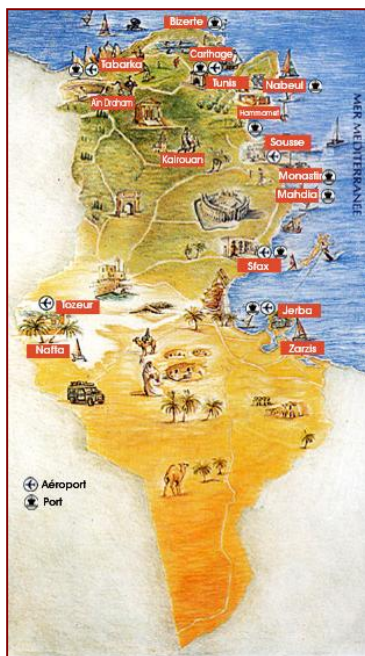 Bizerte
Carthage
Tabarka
Tunis
Nabeul
Ain Draham
Hammamet
MER MEDITERRANÉE
Sousse
Kairouan
Monastir
Mahdia
Sfax
Tozeur
Jerba
Nafta
Zarzis
Aéroport
Port